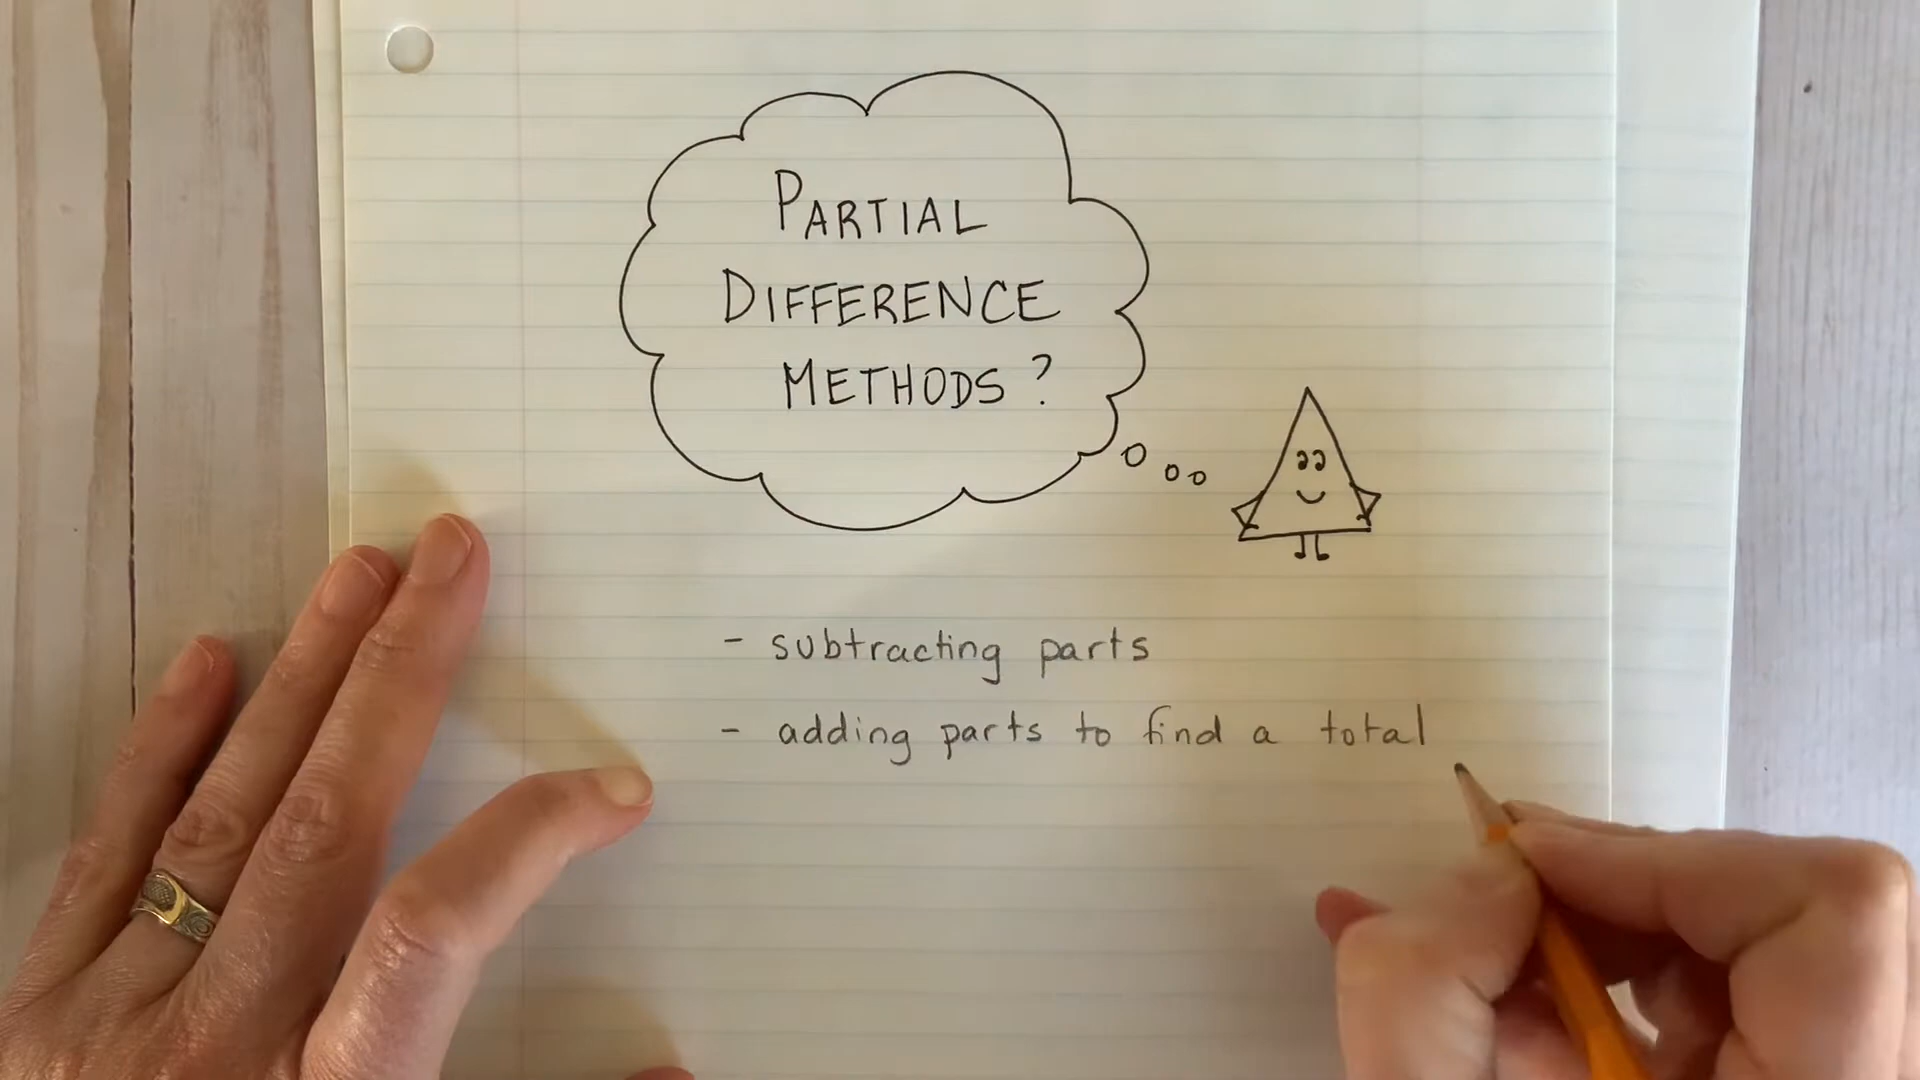 PARTIAL
DIFFERENCE
METHODS?
- subtracting parts
- adding parts to find a total